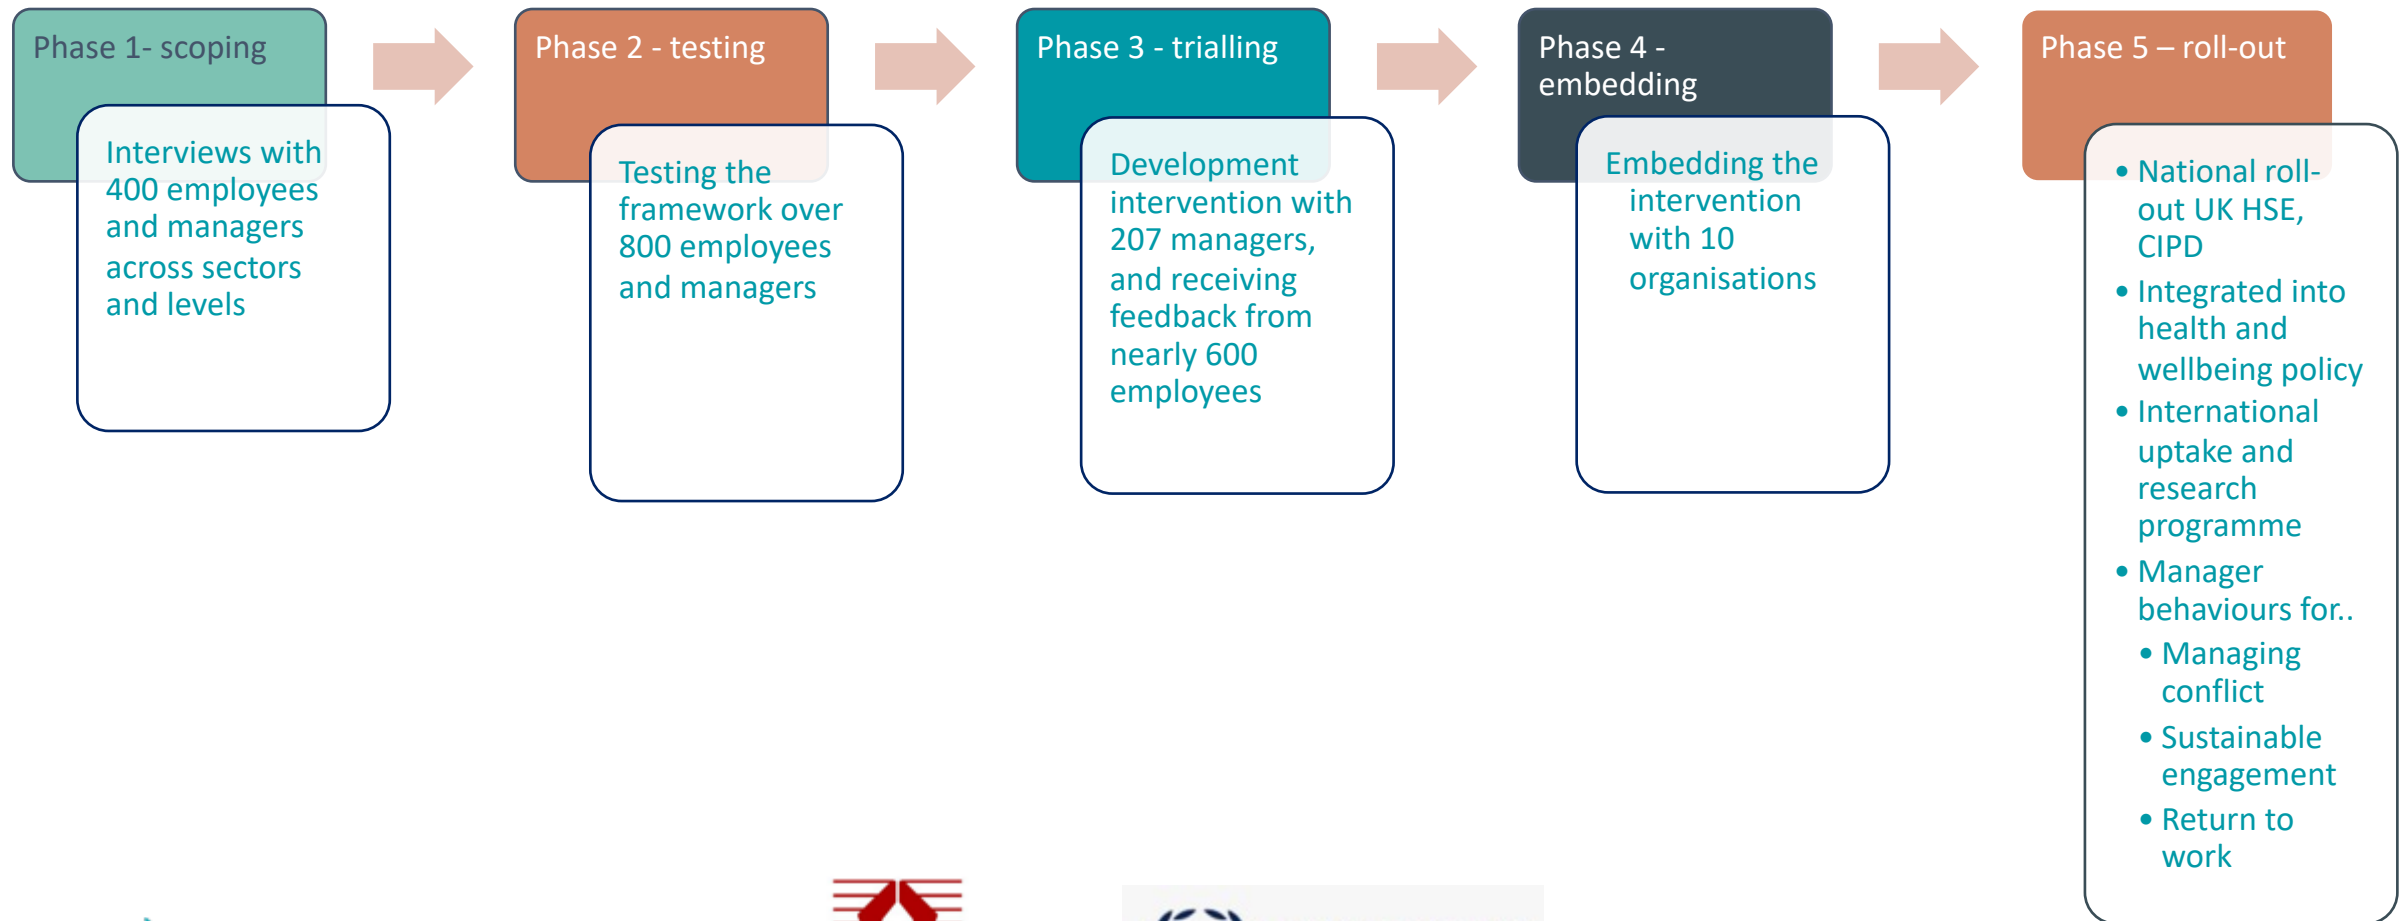 Phase 1- scoping
Interviews with
400 employees
and managers
across sectors
and levels
Phase 2 - testing
Testing the
framework over
800 employees
and managers
Phase 3 - trialling
Development
intervention with
207 managers,
and receiving
feedback from
nearly 600
employees
Phase 4 -
embedding
Embedding the
intervention
with 10
organisations
Phase 5 – roll-out
• National roll-
out UK HSE,
CIPD
• Integrated into
health and
wellbeing policy
• International
uptake and
research
programme
• Manager
behaviours for..
• Managing
conflict
• Sustainable
engagement
• Return to
work